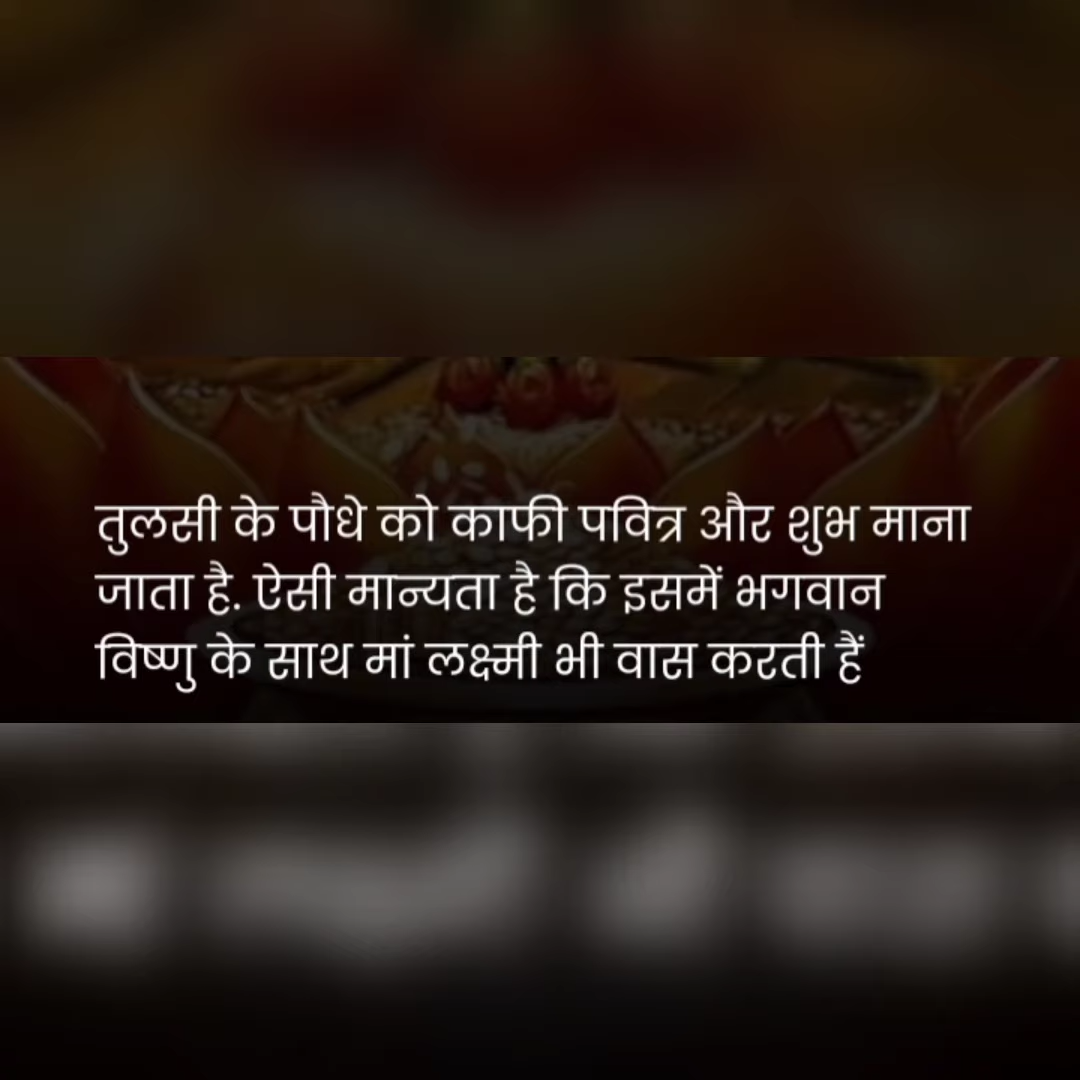 तुलसी के पौधे को काफी पवित्र और शुभ माना
जाता है. ऐसी मान्यता है कि इसमें भगवान
विष्णु के साथ मां लक्ष्मी भी वास करती हैं